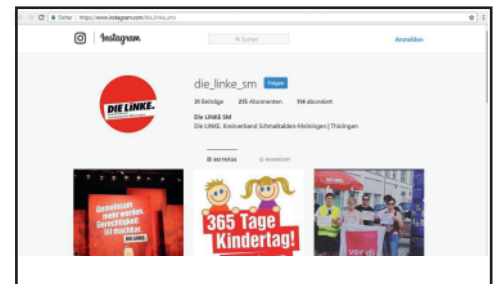 Sicher https://www.instagram.com/die_linke_sm/
Instagram
Suchen
Anmelden
DIE LINKE.
die_linke_sm Folgen
31 Beiträge 215 Abonnenten 114 abonniert
Die LINKE SM
Die LINKE. Kreisverband Schmalkalden-Meiningen | Thüringen
BEITRÄGE MARKIERT
Gemeinsam
mehr werden.
Gerechtigkeit
ist machbar.
DIE LINKE.
365 Tage
Kindertag!
ver.di